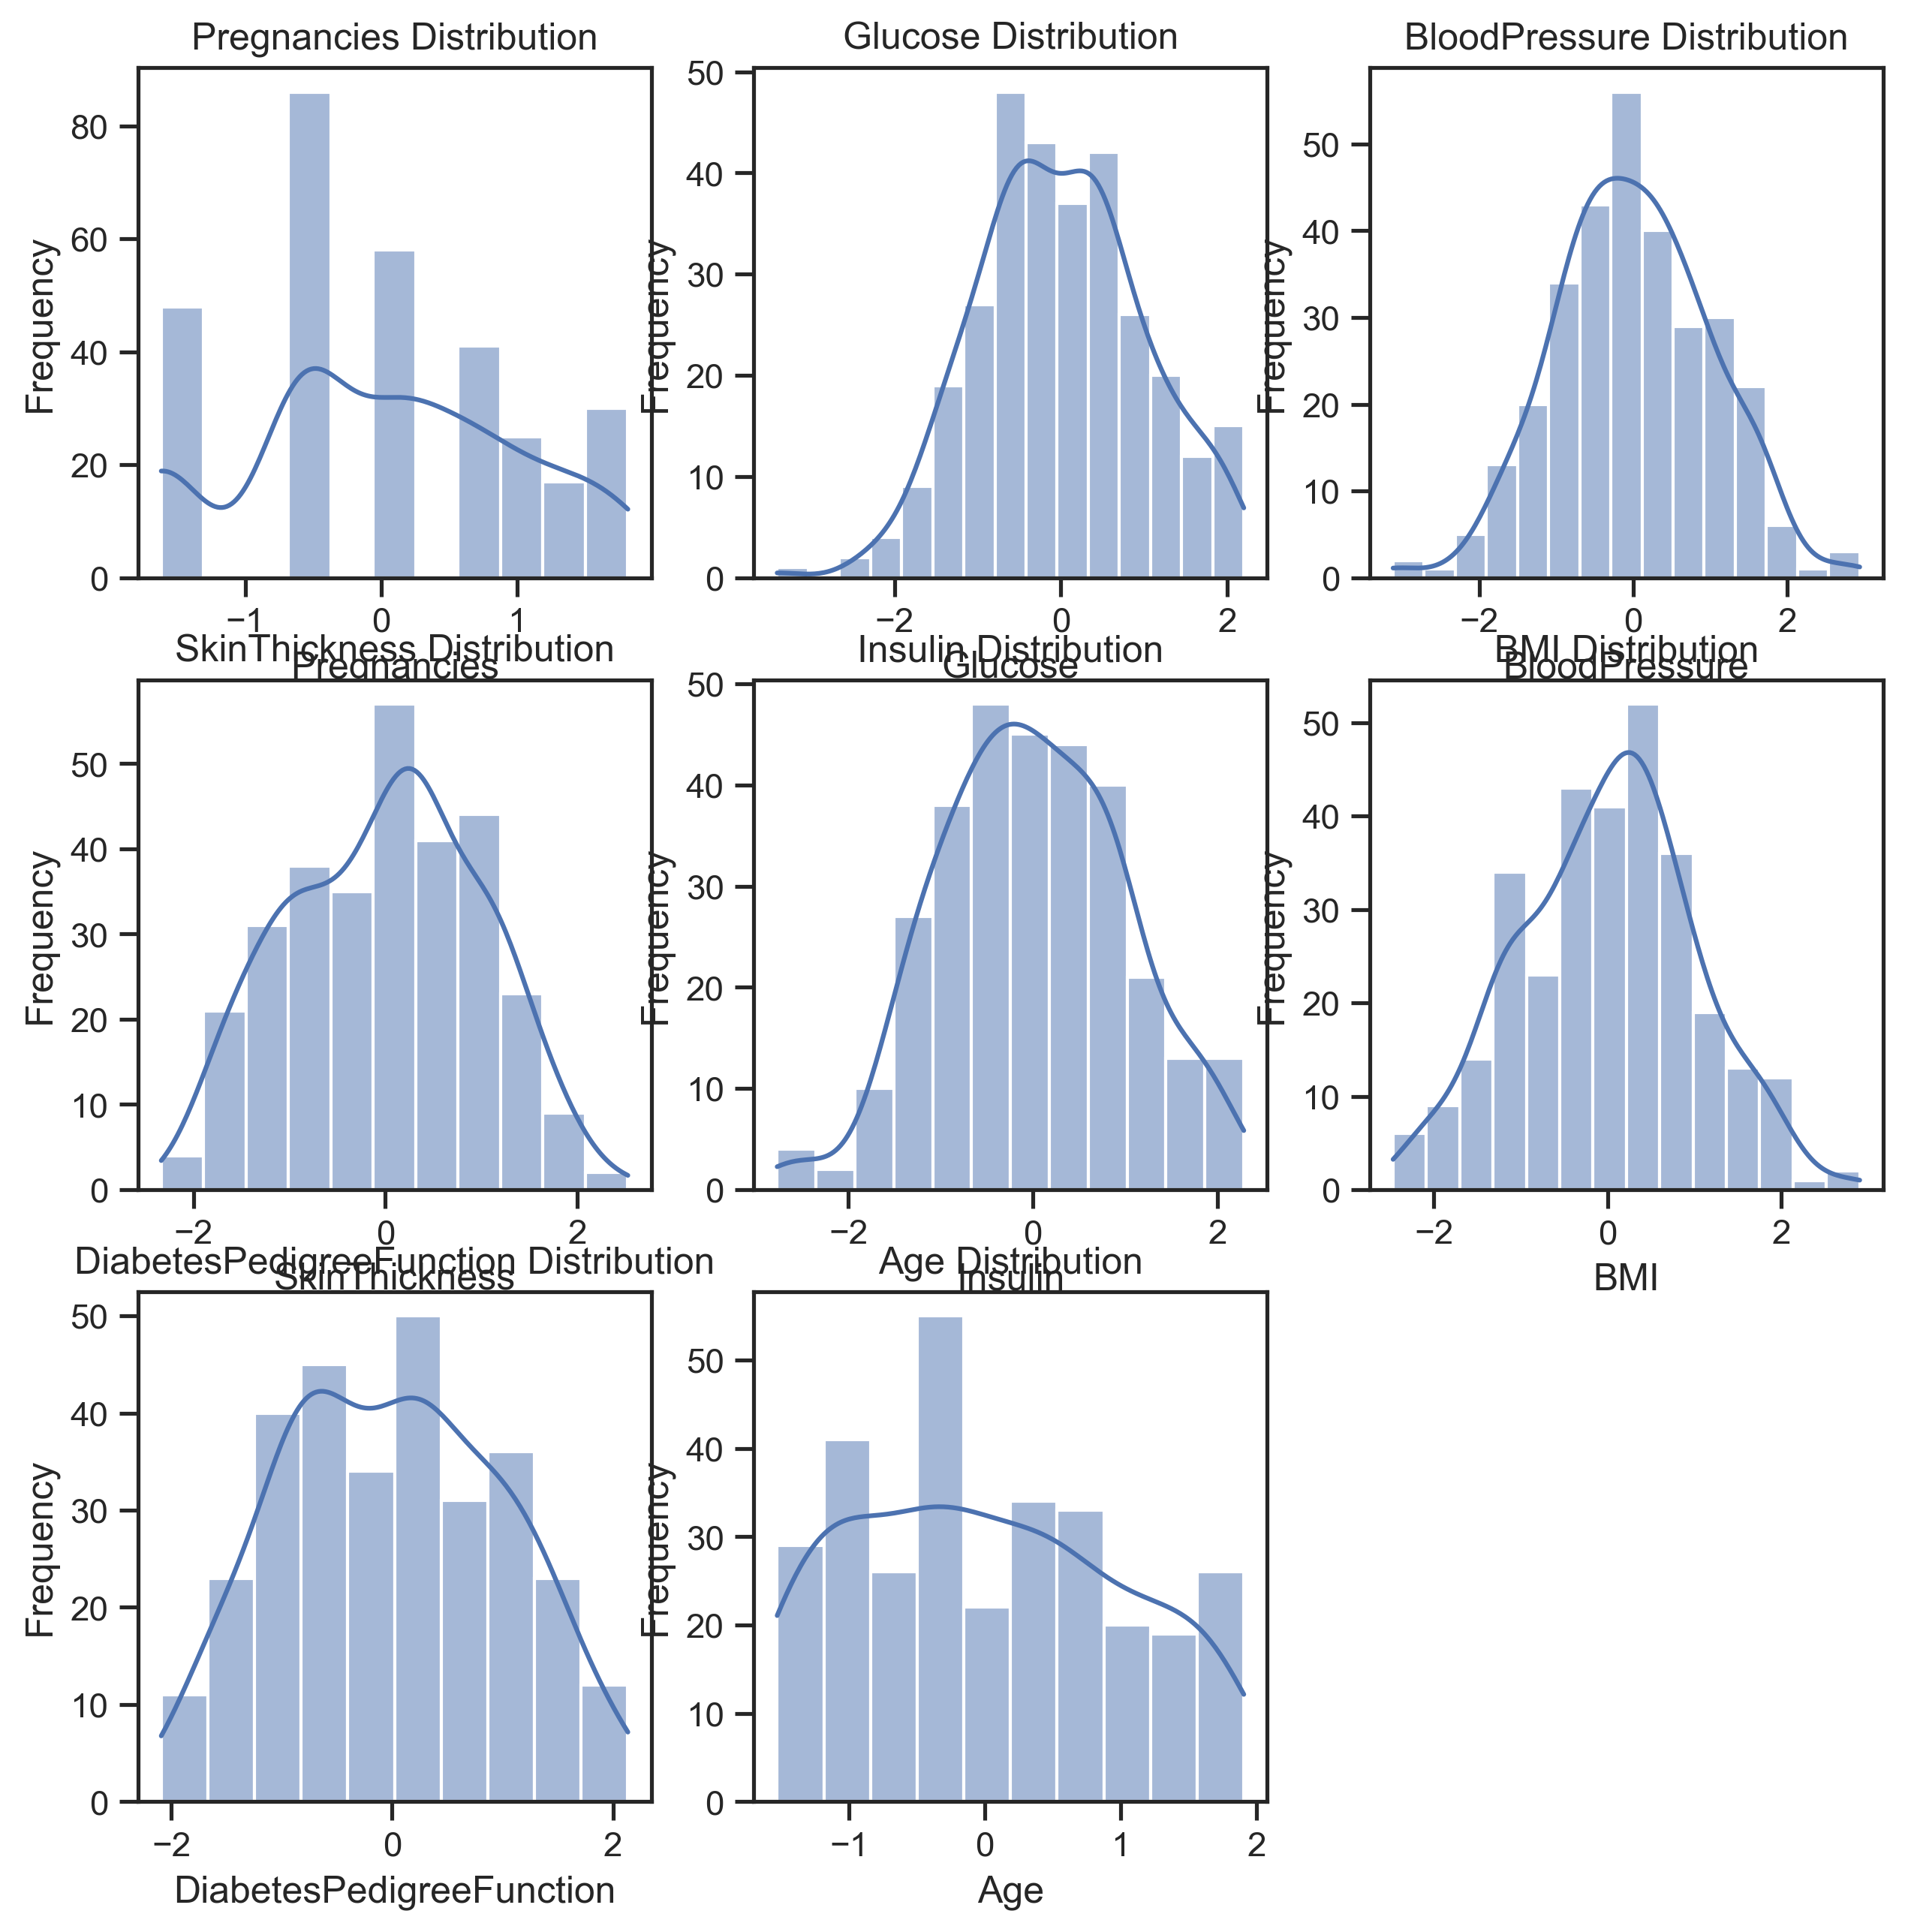 Pregnancies Distribution
Frequency
80
60
40
20
0
−1 0 1
Pregnancies
Glucose Distribution
Frequency
50
40
30
20
10
0
−2 0 2
Glucose
BloodPressure Distribution
Frequency
50
40
30
20
10
0
−2 0 2
BloodPressure
SkinThickness Distribution
Frequency
50
40
30
20
10
0
−2 0 2
SkinThickness
Insulin Distribution
Frequency
50
40
30
20
10
0
−2 0 2
Insulin
BMI Distribution
Frequency
50
40
30
20
10
0
−2 0 2
BMI
DiabetesPedigreeFunction Distribution
Frequency
50
40
30
20
10
0
−2 0 2
DiabetesPedigreeFunction
Age Distribution
Frequency
50
40
30
20
10
0
−1 0 1 2
Age